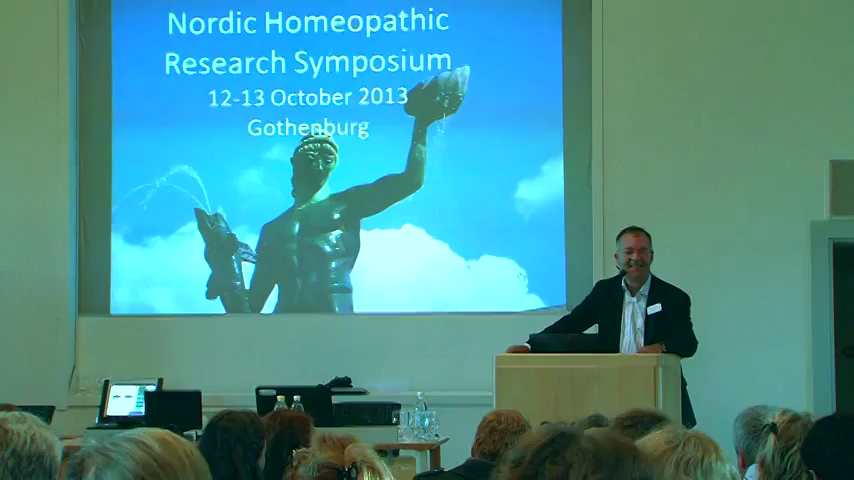 Nordic Homeopathic
Research Symposium
12-13 October 2013
Gothenburg